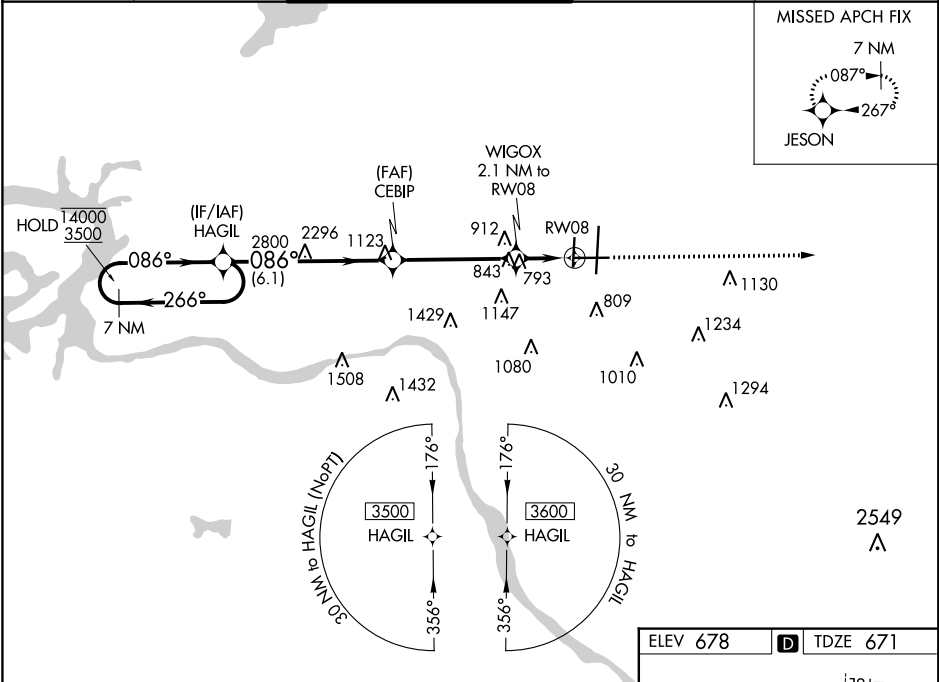 MISSED APCH FIX
7 NM
087°
267°
JESON
WIGOX
2.1 NM to
RW08
(FAF)
CEBIP
(IF/IAF)
HAGIL
HOLD
14000
3500
086°
266°
7 NM
2800
086°
(6.1)
2296
1123
912
RW08
843
793
1147
809
1130
1429
1234
1508
1432
1080
1010
1294
30 NM to HAGIL (NoPT)
176°
3500
HAGIL
356°
176°
3600
HAGIL
356°
30 NM to HAGIL
2549
ELEV 678
D
TDZE 671